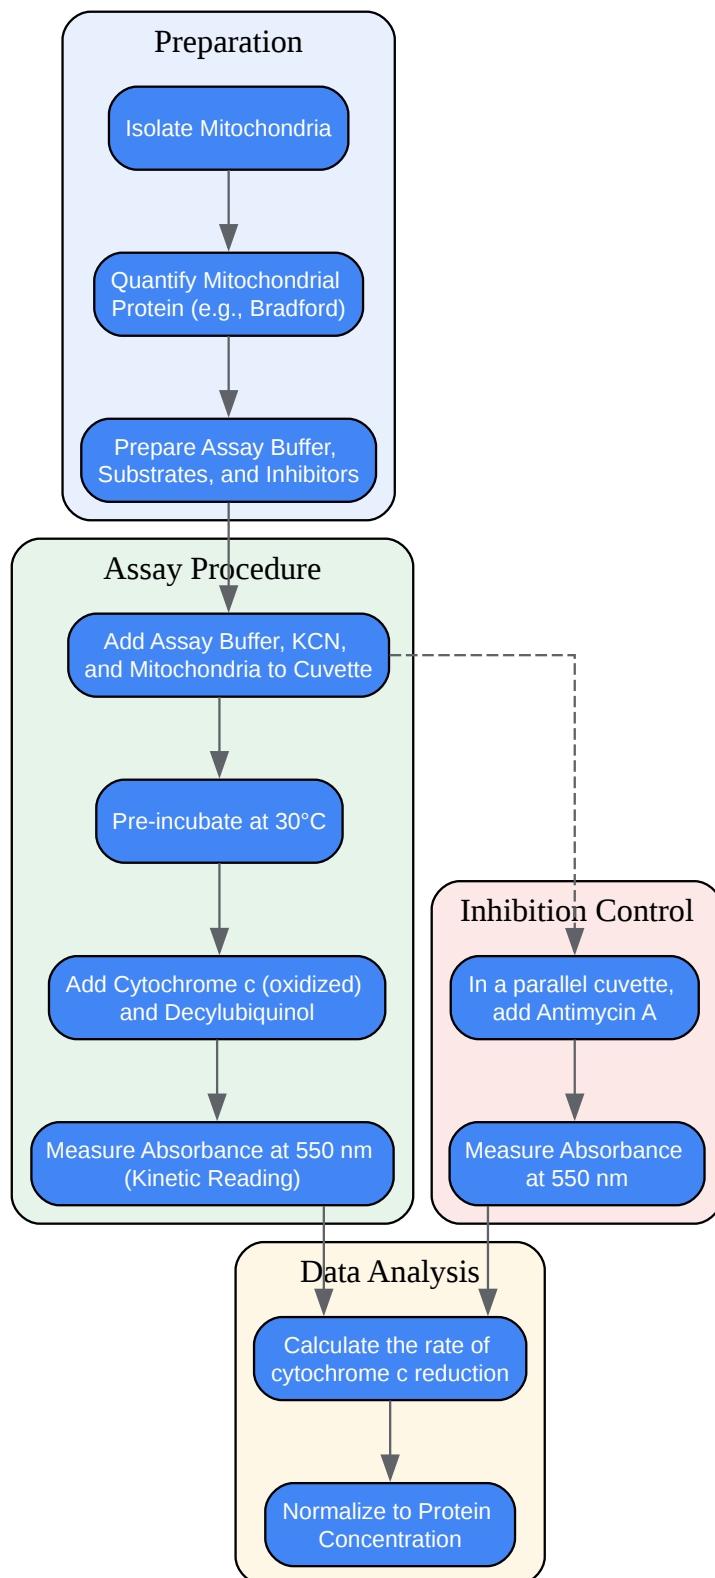 Preparation
Isolate Mitochondria
Quantify Mitochondrial
Protein (e.g., Bradford)
Prepare Assay Buffer,
Substrates, and Inhibitors
Assay Procedure
Add Assay Buffer, KCN,
and Mitochondria to Cuvette
Pre-incubate at 30°C
Add Cytochrome c (oxidized)
and Decylubiquinol
Measure Absorbance at 550 nm
(Kinetic Reading)
Inhibition Control
In a parallel cuvette,
add Antimycin A
Measure Absorbance
at 550 nm
Data Analysis
Calculate the rate of
cytochrome c reduction
Normalize to Protein
Concentration